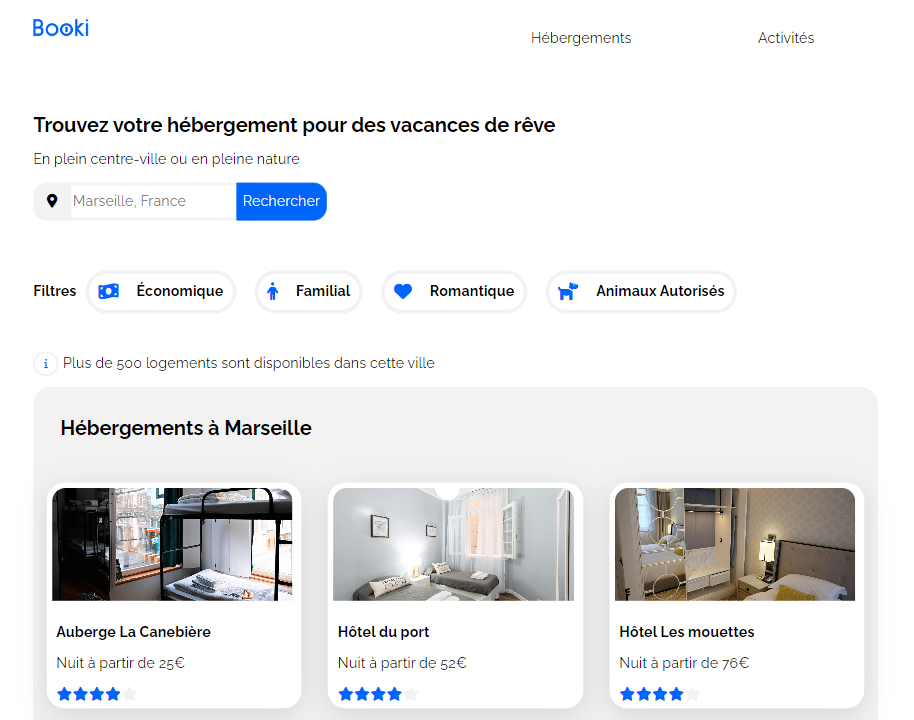 Booki
Hébergements
Activités
Trouvez votre hébergement pour des vacances de rêve
En plein centre-ville ou en pleine nature
Marseille, France
Rechercher
Filtres
Économique
Familial
Romantique
Animaux Autorisés
i Plus de 500 logements sont disponibles dans cette ville
Hébergements à Marseille
Auberge La Canebière
Nuit à partir de 25€
Hôtel du port
Nuit à partir de 52€
Hôtel Les mouettes
Nuit à partir de 76€